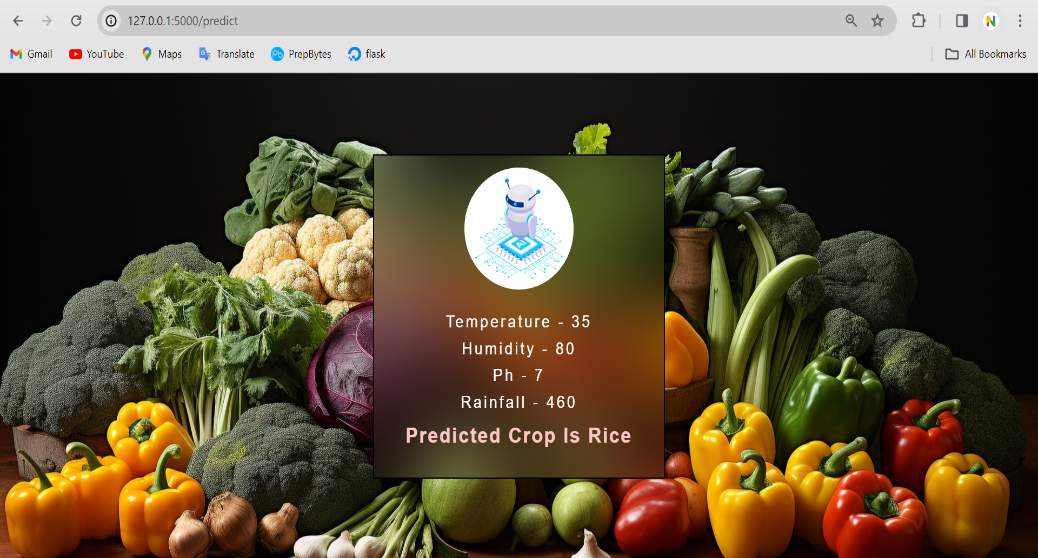 127.0.0.1:5000/predict
Gmail YouTube Maps Translate Ph PrepBytes flask All Bookmarks
Temperature - 35
Humidity - 80
Ph - 7
Rainfall - 460
Predicted Crop Is Rice